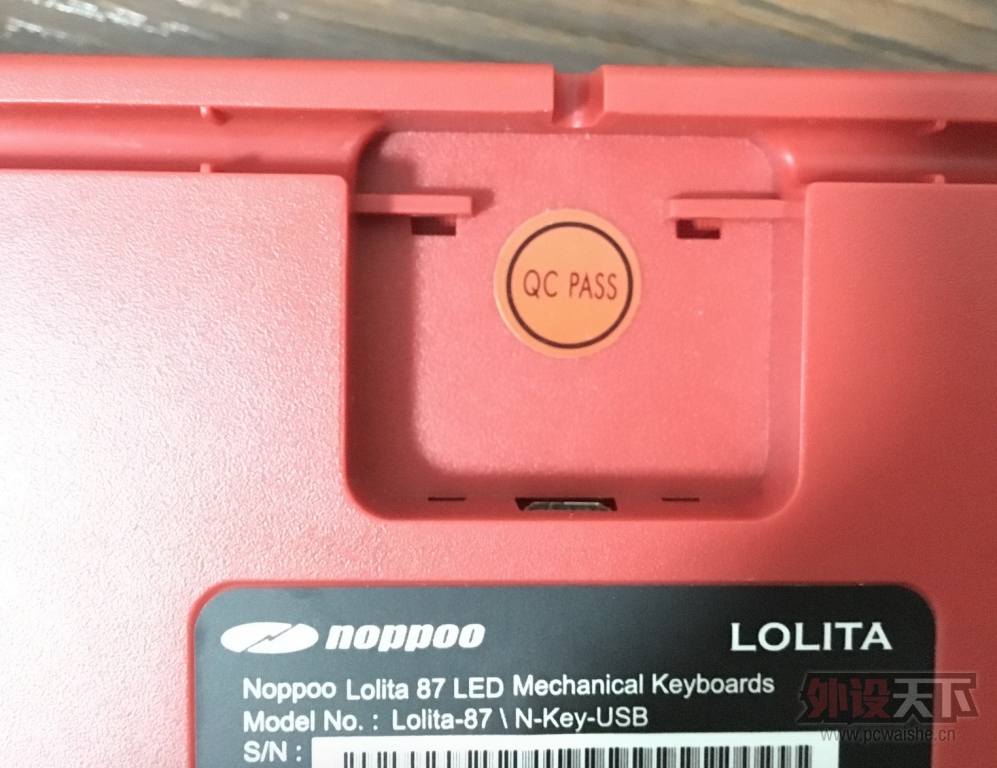 QC PASS
noppoo
LOLITA
Noppoo Lolita 87 LED Mechanical Keyboards
Model No. : Lolita-87 \ N-Key-USB
S/N :
外设天下
www.pcwaishe.cn